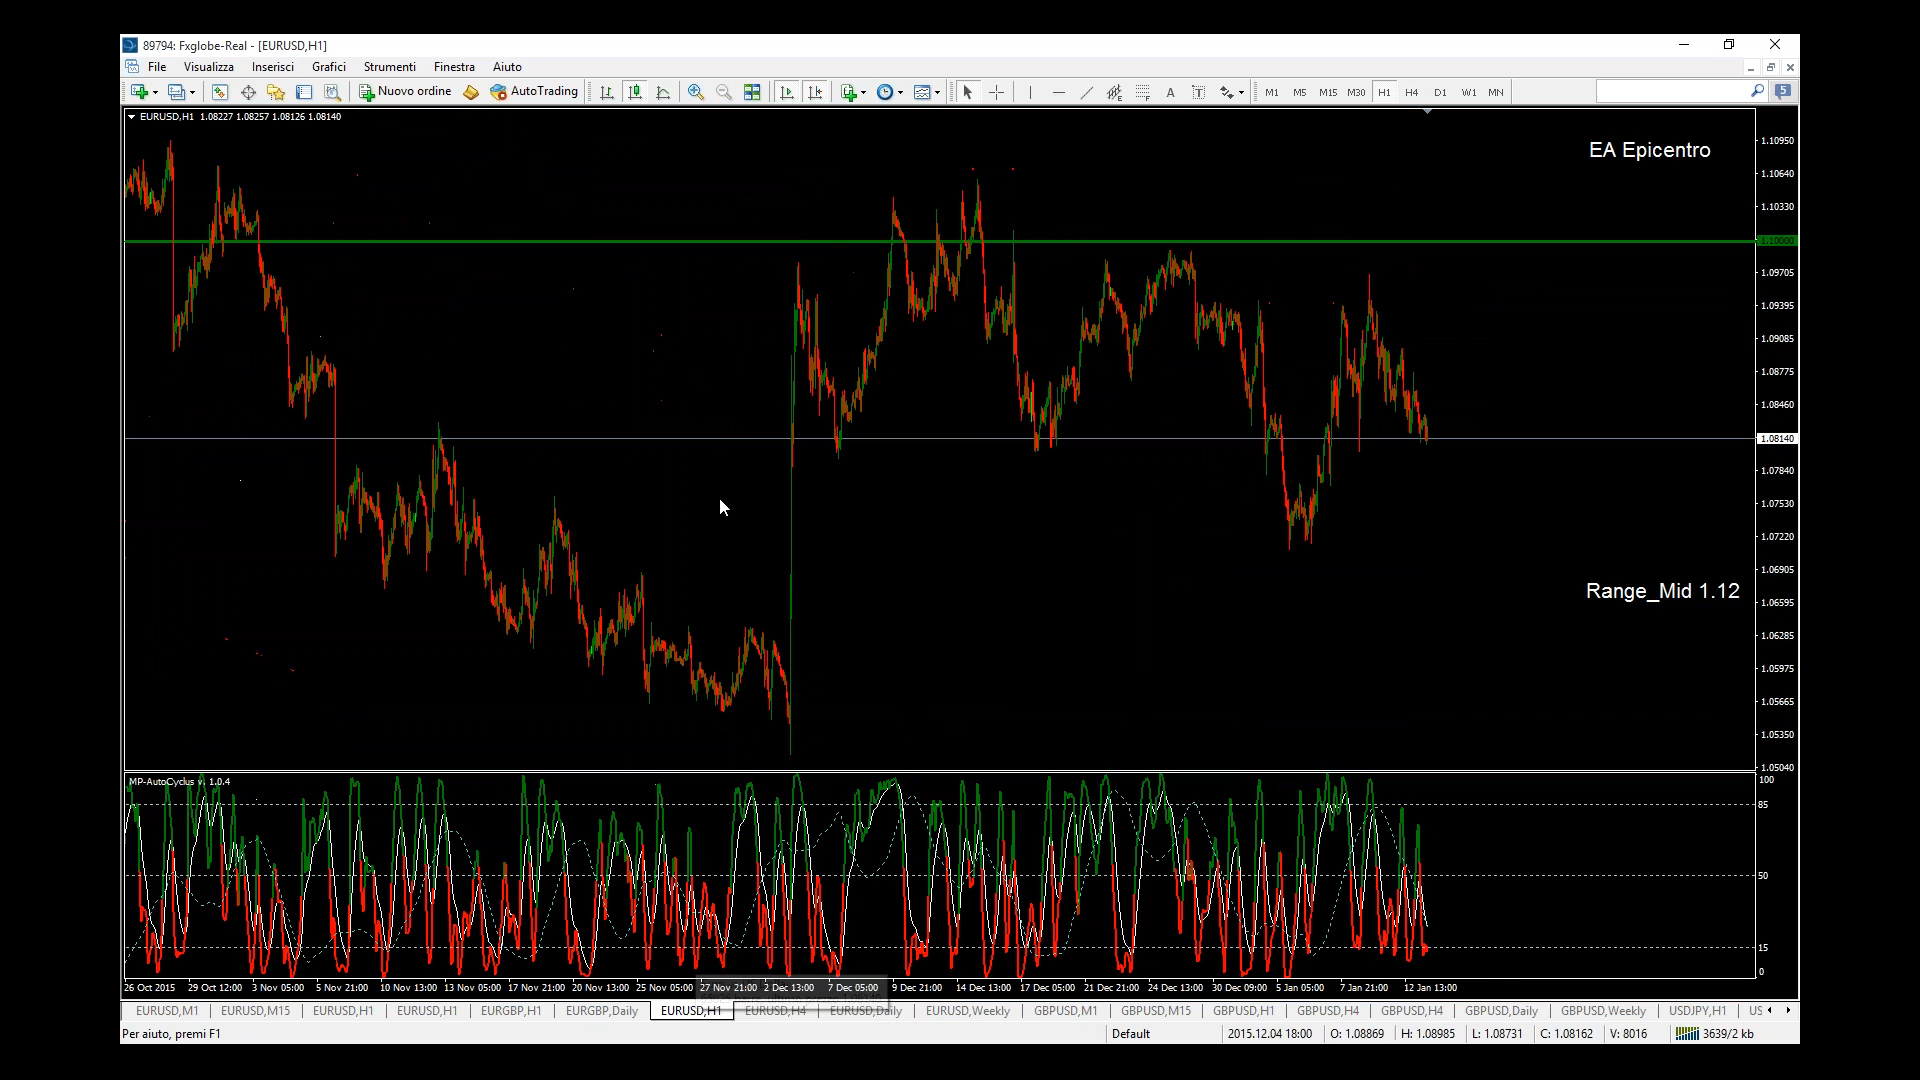 89794: Fxglobe-Real - [EURUSD,H1]
File Visualizza Inserisci Grafici Strumenti Finestra Aiuto
Nuovo ordine AutoTrading A T M1 M5 M15 M30 H1 H4 D1 W1 MN 5
EURUSD,H1 1.08227 1.08257 1.08126 1.08140
EA Epicentro
1.10950
1.10640
1.10330
1.10000
1.09705
1.09395
1.09085
1.08775
1.08460
1.08140
1.07840
1.07530
1.07220
1.06905
Range_Mid 1.12
1.06595
1.06285
1.05975
1.05665
1.05350
1.05040
MP-AutoCyclus v. 1.0.4
100
85
50
15
0
26 Oct 2015 29 Oct 12:00 3 Nov 05:00 5 Nov 21:00 10 Nov 13:00 13 Nov 05:00 17 Nov 21:00 20 Nov 13:00 25 Nov 05:00 27 Nov 21:00 2 Dec 13:00 7 Dec 05:00 9 Dec 21:00 14 Dec 13:00 17 Dec 05:00 21 Dec 21:00 24 Dec 13:00 30 Dec 09:00 5 Jan 05:00 7 Jan 21:00 12 Jan 13:00
EURUSD,M1 EURUSD,M15 EURUSD,H1 EURUSD,H1 EURGBP,H1 EURGBP,Daily EURUSD,H1 EURUSD,H4 EURUSD,Daily EURUSD,Weekly GBPUSD,M1 GBPUSD,M15 GBPUSD,H1 GBPUSD,H4 GBPUSD,H4 GBPUSD,Daily GBPUSD,Weekly USDJPY,H1 US
Per aiuto, premi F1 Default 2015.12.04 18:00 O: 1.08869 H: 1.08985 L: 1.08731 C: 1.08162 V: 8016 3639/2 kb